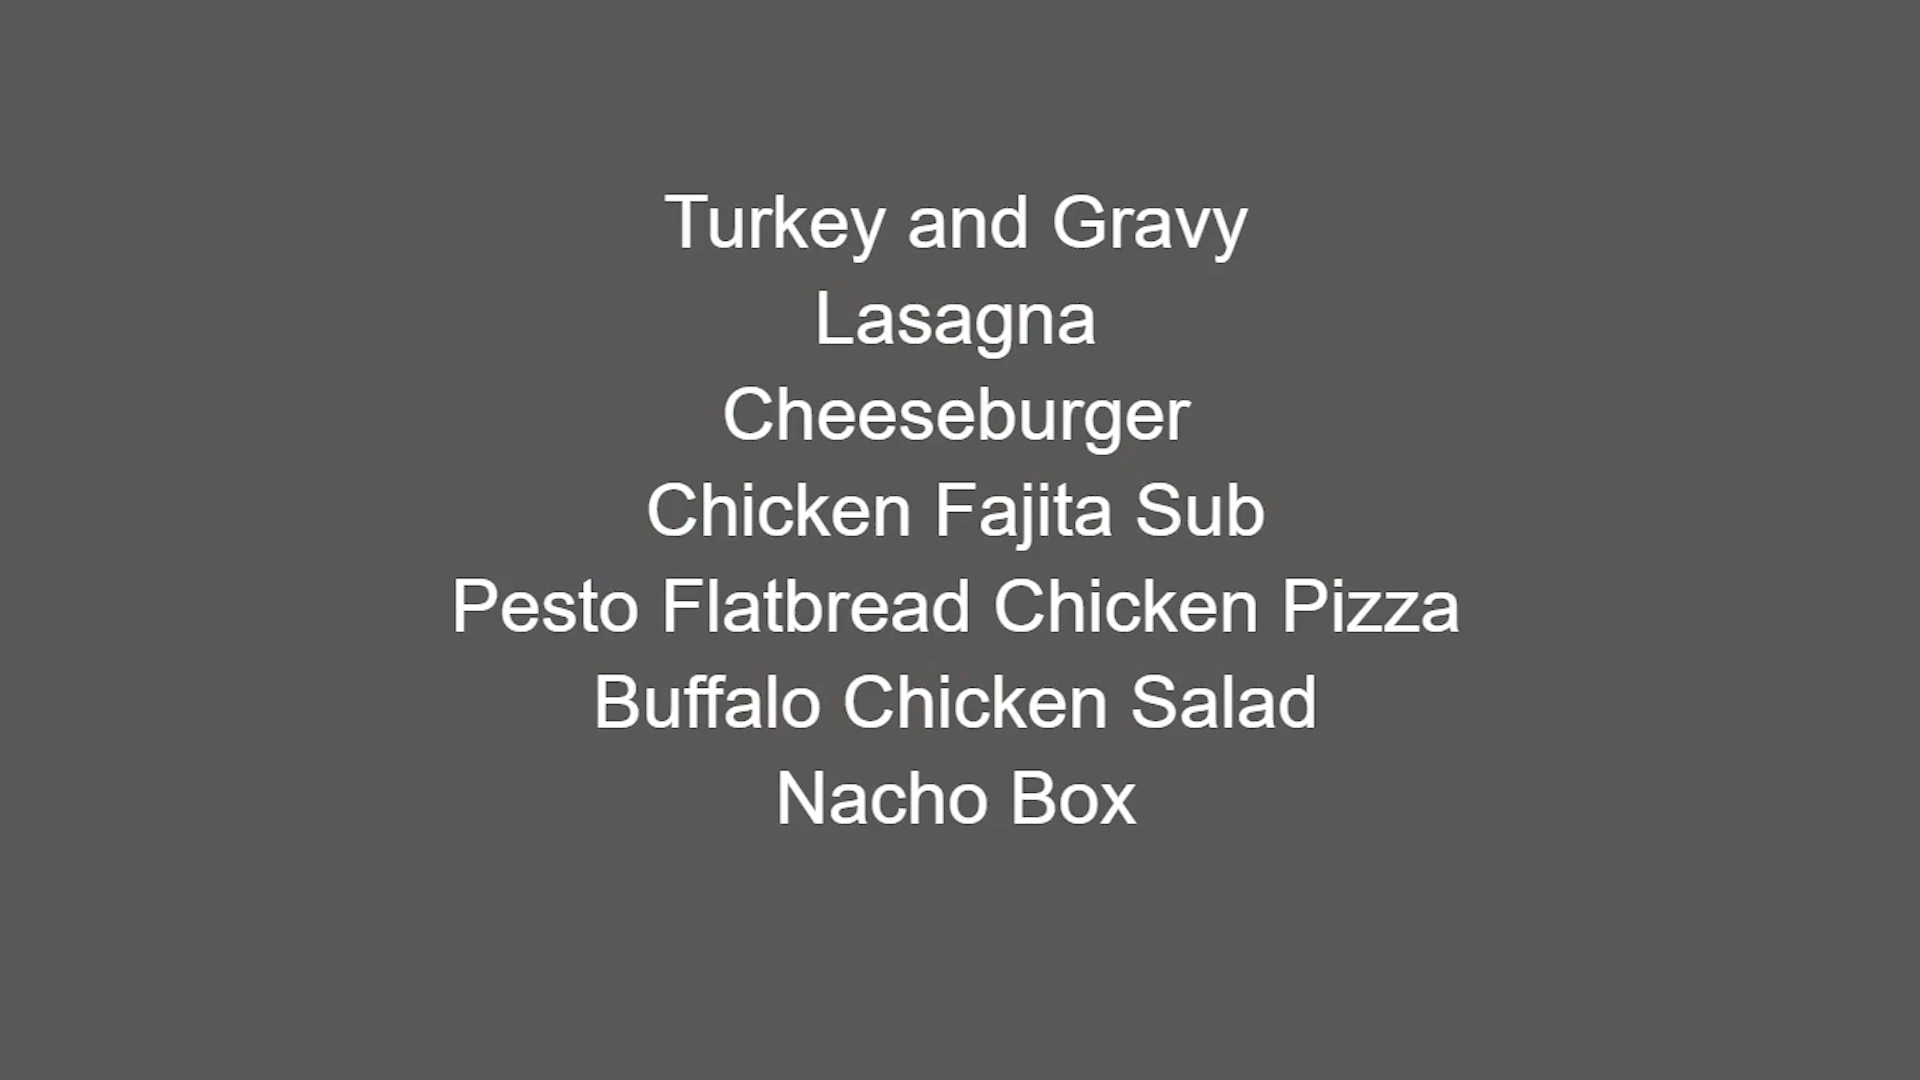 Turkey and Gravy
Lasagna
Cheeseburger
Chicken Fajita Sub
Pesto Flatbread Chicken Pizza
Buffalo Chicken Salad
Nacho Box